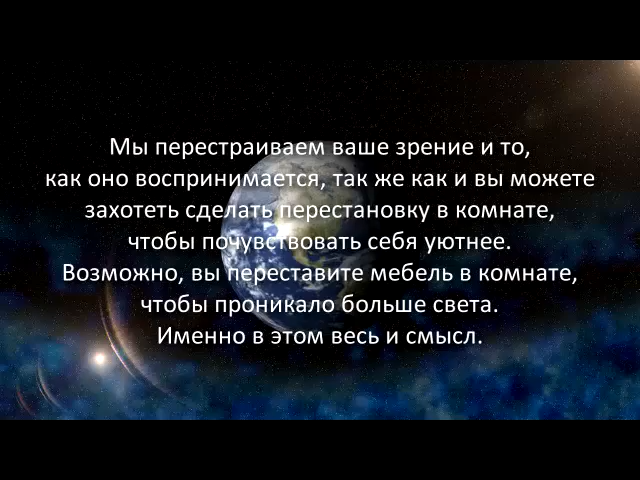 Мы перестраиваем ваше зрение и то,
как оно воспринимается, так же как и вы можете
захотеть сделать перестановку в комнате,
чтобы почувствовать себя уютнее.
Возможно, вы переставите мебель в комнате,
чтобы проникало больше света.
Именно в этом весь и смысл.